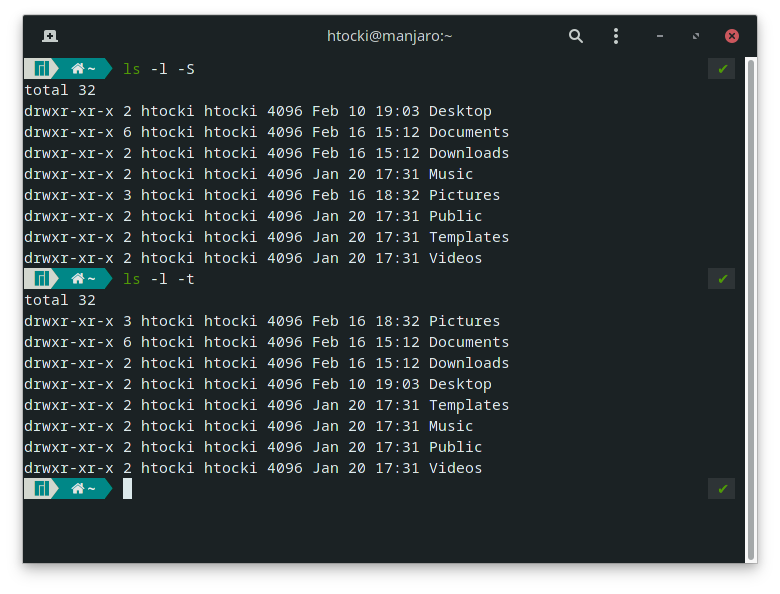 htocki@manjaro:~
~ ls -l -S
total 32
drwxr-xr-x 2 htocki htocki 4096 Feb 10 19:03 Desktop
drwxr-xr-x 6 htocki htocki 4096 Feb 16 15:12 Documents
drwxr-xr-x 2 htocki htocki 4096 Feb 16 15:12 Downloads
drwxr-xr-x 2 htocki htocki 4096 Jan 20 17:31 Music
drwxr-xr-x 3 htocki htocki 4096 Feb 16 18:32 Pictures
drwxr-xr-x 2 htocki htocki 4096 Jan 20 17:31 Public
drwxr-xr-x 2 htocki htocki 4096 Jan 20 17:31 Templates
drwxr-xr-x 2 htocki htocki 4096 Jan 20 17:31 Videos
~ ls -l -t
total 32
drwxr-xr-x 3 htocki htocki 4096 Feb 16 18:32 Pictures
drwxr-xr-x 6 htocki htocki 4096 Feb 16 15:12 Documents
drwxr-xr-x 2 htocki htocki 4096 Feb 16 15:12 Downloads
drwxr-xr-x 2 htocki htocki 4096 Feb 10 19:03 Desktop
drwxr-xr-x 2 htocki htocki 4096 Jan 20 17:31 Templates
drwxr-xr-x 2 htocki htocki 4096 Jan 20 17:31 Music
drwxr-xr-x 2 htocki htocki 4096 Jan 20 17:31 Public
drwxr-xr-x 2 htocki htocki 4096 Jan 20 17:31 Videos
~